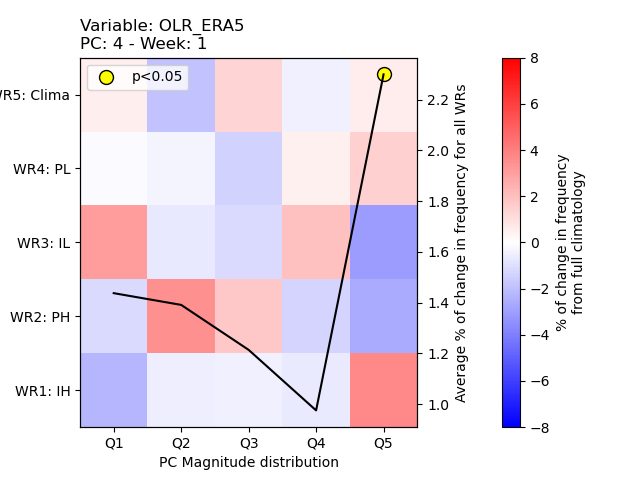 Variable: OLR_ERA5
PC: 4 - Week: 1
p<0.05
WR5: Clima
WR4: PL
WR3: IL
WR2: PH
WR1: IH
Q1 Q2 Q3 Q4 Q5
PC Magnitude distribution
2.2
2.0
1.8
1.6
1.4
1.2
1.0
Average % of change in frequency for all WRs
8
6
4
2
0
−2
−4
−6
−8
% of change in frequency
from full climatology